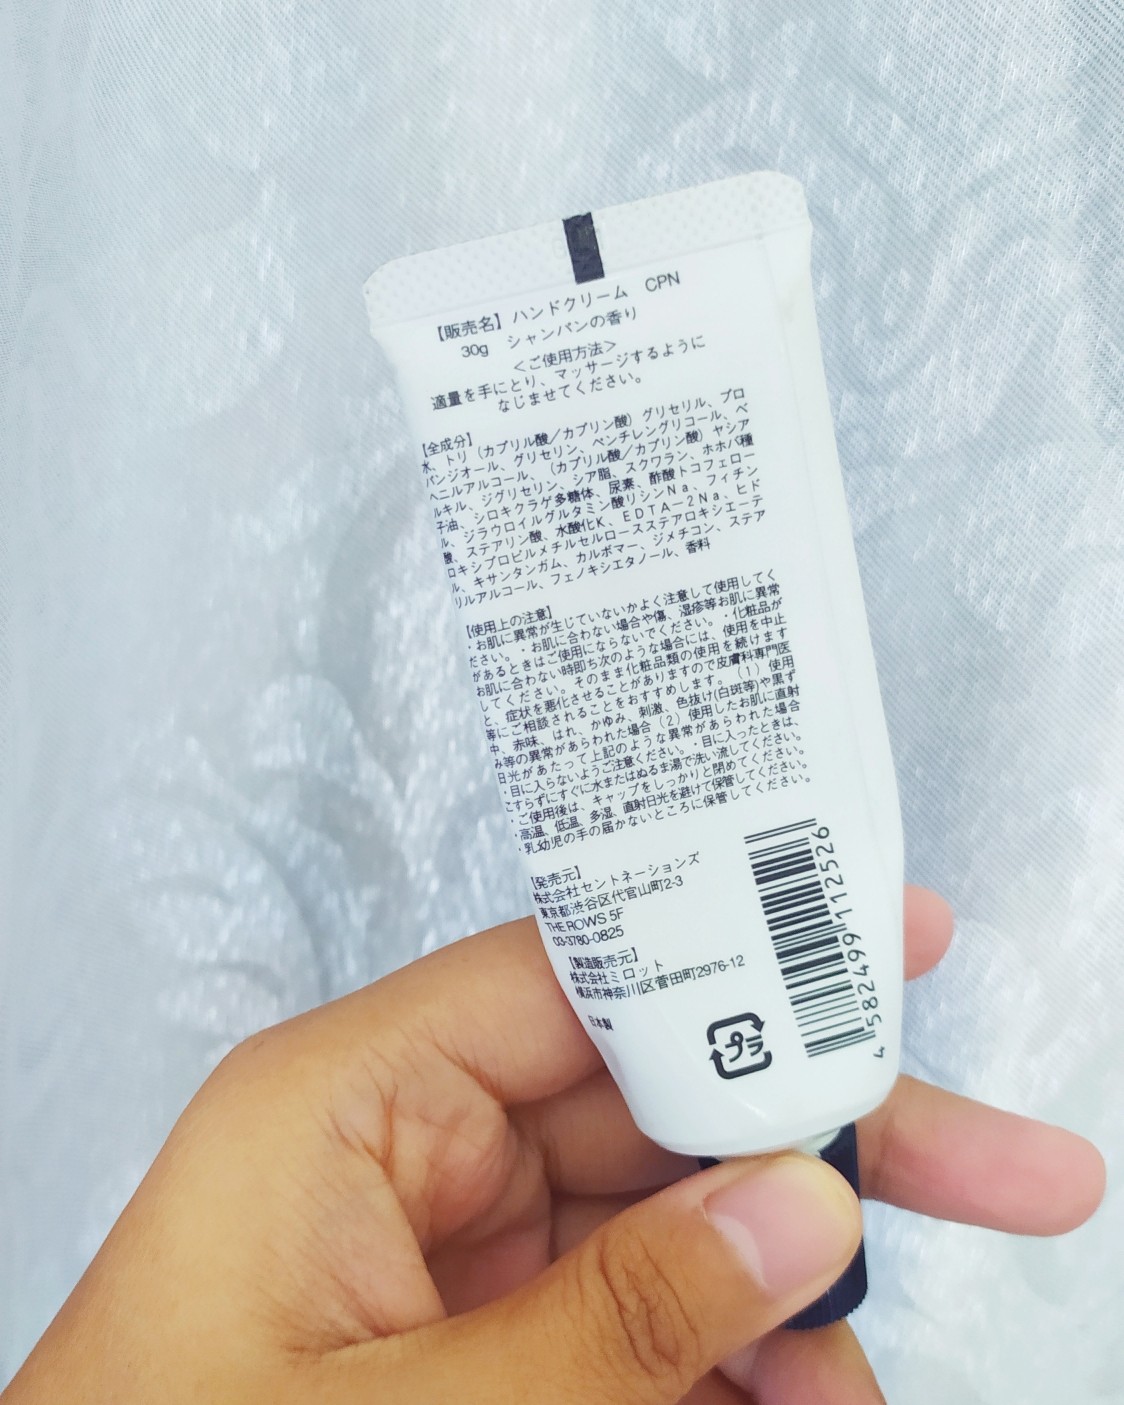 【販売名】ハンドクリーム CPN
30g シャンパンの香り
＜ご使用方法＞
適量を手にとり、マッサージするように
なじませてください。
【全成分】
水、トリ（カプリル酸／カプリン酸）グリセリル、プロ
パンジオール、グリセリン、ペンチレングリコール、ベ
ヘニルアルコール、（カプリル酸／カプリン酸）ヤシア
ルキル、ジグリセリン、シア脂、スクワラン、ホホバ種
子油、シロキクラゲ多糖体、尿素、酢酸トコフェロー
ル、ジラウロイルグルタミン酸リシンＮａ、フィチン
酸、ステアリン酸、水酸化Ｋ、ＥＤＴＡ－２Ｎａ、ヒド
ロキシプロピルメチルセルロースステアロキシエーテ
ル、キサンタンガム、カルボマー、ジメチコン、ステア
リルアルコール、フェノキシエタノール、香料
【使用上の注意】
・お肌に異常が生じていないかよく注意して使用してく
ださい。・お肌に合わない場合や傷、湿疹等お肌に異常
があるときはご使用にならないでください。・化粧品が
お肌に合わない時即ち次のような場合には、使用を中止
してください。そのまま化粧品類の使用を続けます
と、症状を悪化させることがありますので皮膚科専門医
等にご相談されることをおすすめします。（1）使用
中、赤味、はれ、かゆみ、刺激、色抜け(白斑等)や黒ず
み等の異常があらわれた場合（2）使用したお肌に直射
日光があたって上記のような異常があらわれた場合
・目に入らないようご注意ください。・目に入ったときは、
こすらずにすぐに水またはぬるま湯で洗い流してください。
・ご使用後は、キャップをしっかりと閉めてください。
・高温、低温、多湿、直射日光を避けて保管してください。
・乳幼児の手の届かないところに保管してください。
【発売元】
株式会社セントネーションズ
東京都渋谷区代官山町2-3
THE ROWS 5F
03-3780-0825
【製造販売元】
株式会社ミロット
横浜市神奈川区菅田町2976-12
日本製
プラ
4 582499 112526